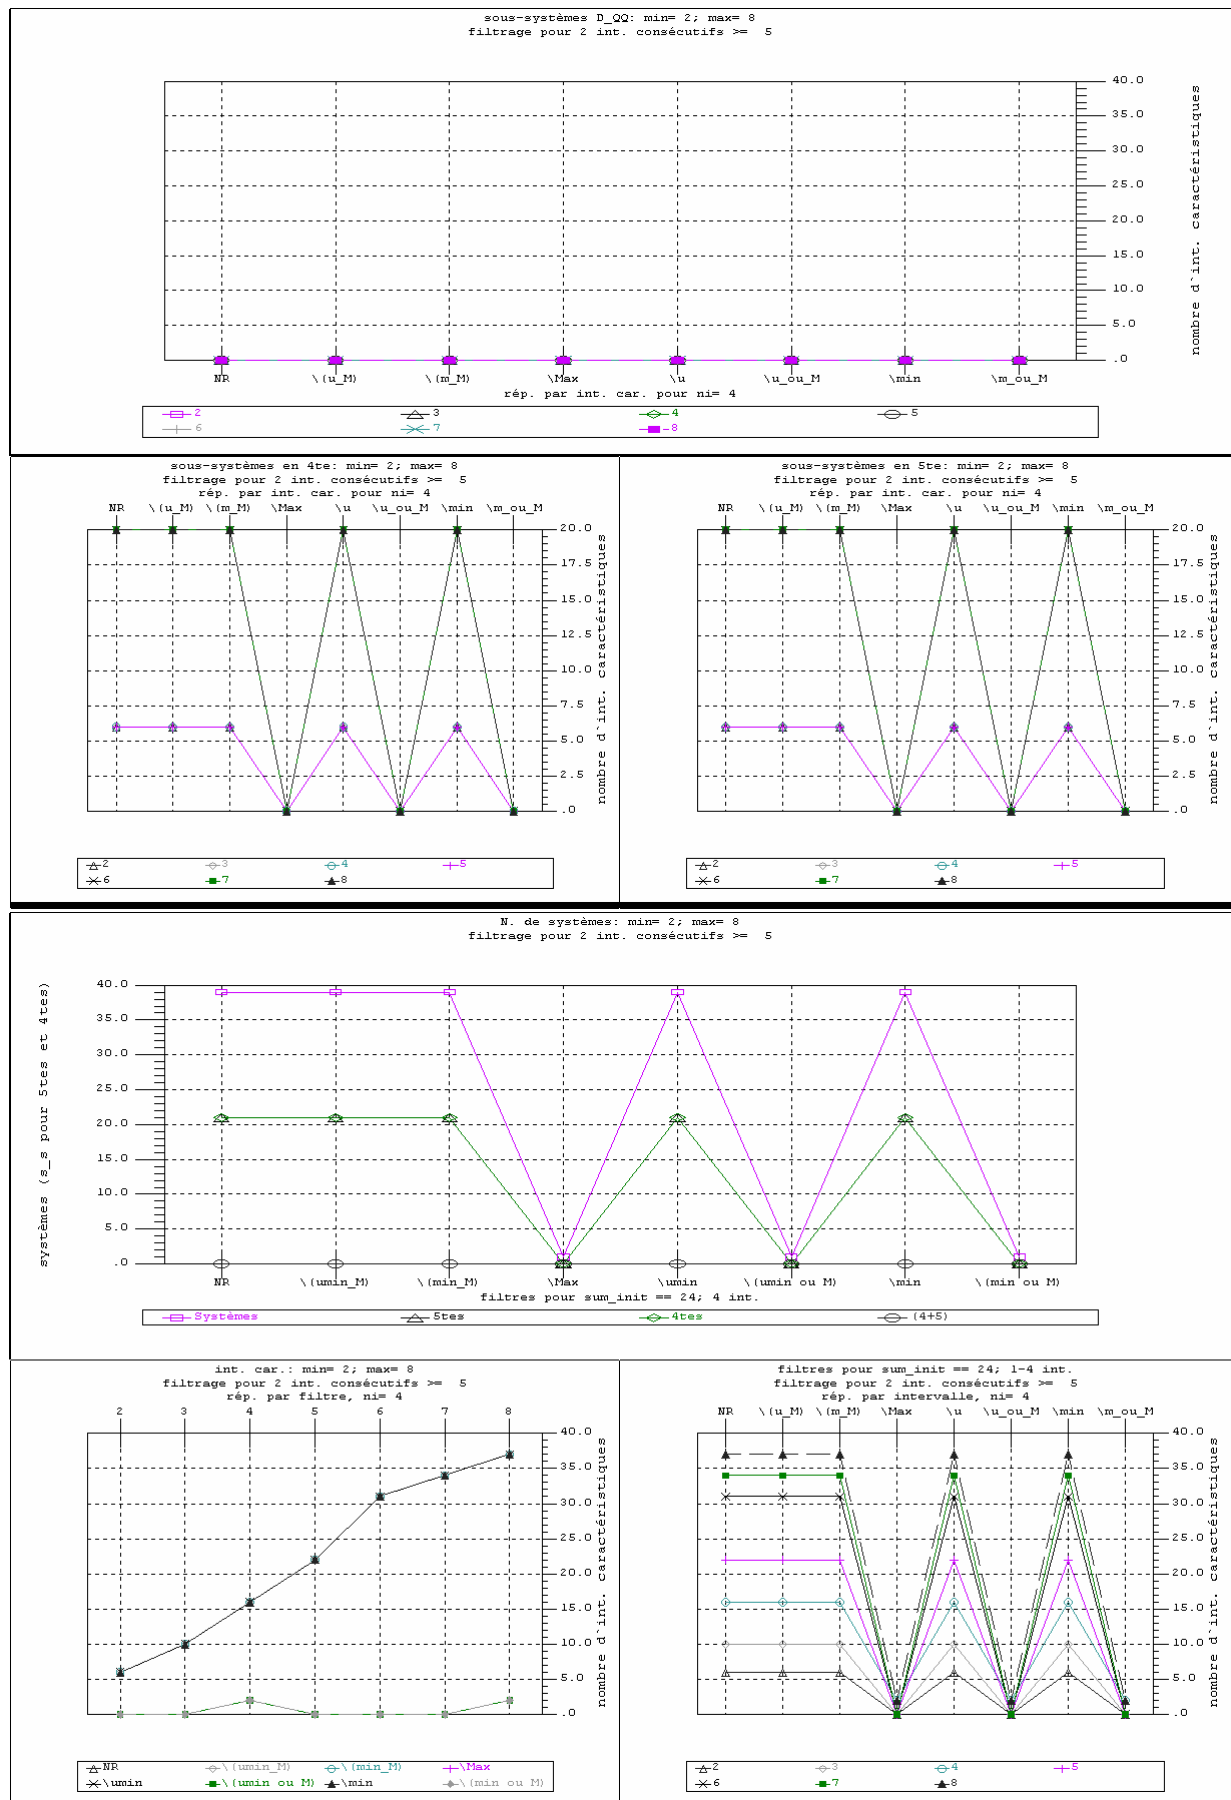 sous-systèmes D_QQ: min= 2; max= 8
filtrage pour 2 int. consécutifs >= 5
40.0
35.0
30.0
25.0
20.0
15.0
10.0
5.0
.0
nombre d`int. caractéristiques
NR \(u_M) \(m_M) \Max \u \u_ou_M \min \m_ou_M
rép. par int. car. pour ni= 4
2 3 4 5
6 7 8
sous-systèmes en 4te: min= 2; max= 8
filtrage pour 2 int. consécutifs >= 5
rép. par int. car. pour ni= 4
NR \(u_M) \(m_M) \Max \u \u_ou_M \min \m_ou_M
20.0
17.5
15.0
12.5
10.0
7.5
5.0
2.5
.0
nombre d`int. caractéristiques
2 3 4 5
6 7 8
sous-systèmes en 5te: min= 2; max= 8
filtrage pour 2 int. consécutifs >= 5
rép. par int. car. pour ni= 4
NR \(u_M) \(m_M) \Max \u \u_ou_M \min \m_ou_M
20.0
17.5
15.0
12.5
10.0
7.5
5.0
2.5
.0
nombre d`int. caractéristiques
2 3 4 5
6 7 8
N. de systèmes: min= 2; max= 8
filtrage pour 2 int. consécutifs >= 5
systèmes (s_s pour 5tes et 4tes)
40.0
35.0
30.0
25.0
20.0
15.0
10.0
5.0
.0
NR \(umin_M) \(min_M) \Max \umin \(umin ou M) \min \(min ou M)
filtres pour sum_init == 24; 4 int.
Systèmes 5tes 4tes (4+5)
int. car.: min= 2; max= 8
filtrage pour 2 int. consécutifs >= 5
rép. par filtre, ni= 4
2 3 4 5 6 7 8
40.0
35.0
30.0
25.0
20.0
15.0
10.0
5.0
.0
nombre d`int. caractéristiques
NR \(umin_M) \(min_M) \Max
\umin \(umin ou M) \min \(min ou M)
filtres pour sum_init == 24; 1-4 int.
filtrage pour 2 int. consécutifs >= 5
rép. par intervalle, ni= 4
NR \(u_M) \(m_M) \Max \u \u_ou_M \min \m_ou_M
40.0
35.0
30.0
25.0
20.0
15.0
10.0
5.0
.0
nombre d`int. caractéristiques
2 3 4 5
6 7 8